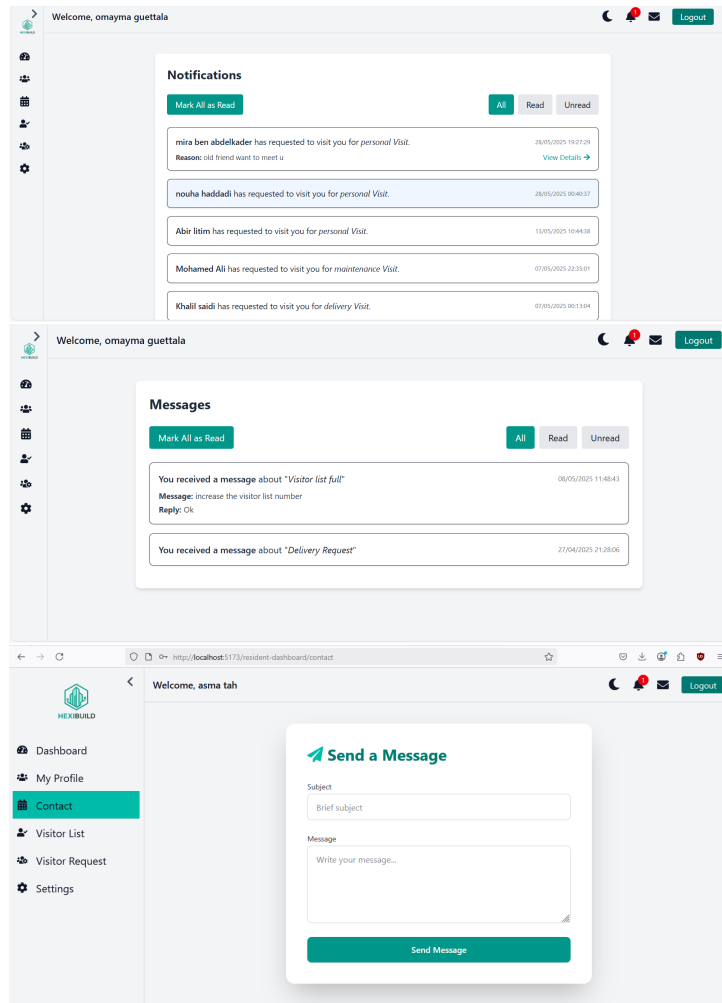 Welcome, omayma guettala
1
Logout
HEXIBUILD
Notifications
Mark All as Read
All
Read
Unread
mira ben abdelkader has requested to visit you for personal Visit.
28/05/2025 19:27:29
Reason: old friend want to meet u
View Details →
nouha haddadi has requested to visit you for personal Visit.
28/05/2025 00:40:37
Abir litim has requested to visit you for personal Visit.
13/05/2025 10:44:38
Mohamed Ali has requested to visit you for maintenance Visit.
07/05/2025 22:35:01
Khalil saidi has requested to visit you for delivery Visit.
07/05/2025 00:13:04
Welcome, omayma guettala
1
Logout
HEXIBUILD
Messages
Mark All as Read
All
Read
Unread
You received a message about "Visitor list full"
08/05/2025 11:48:43
Message: increase the visitor list number
Reply: Ok
You received a message about "Delivery Request"
27/04/2025 21:28:06
http://localhost:5173/resident-dashboard/contact
HEXIBUILD
Welcome, asma tah
1
Logout
Dashboard
My Profile
Contact
Visitor List
Visitor Request
Settings
Send a Message
Subject
Brief subject
Message
Write your message...
Send Message